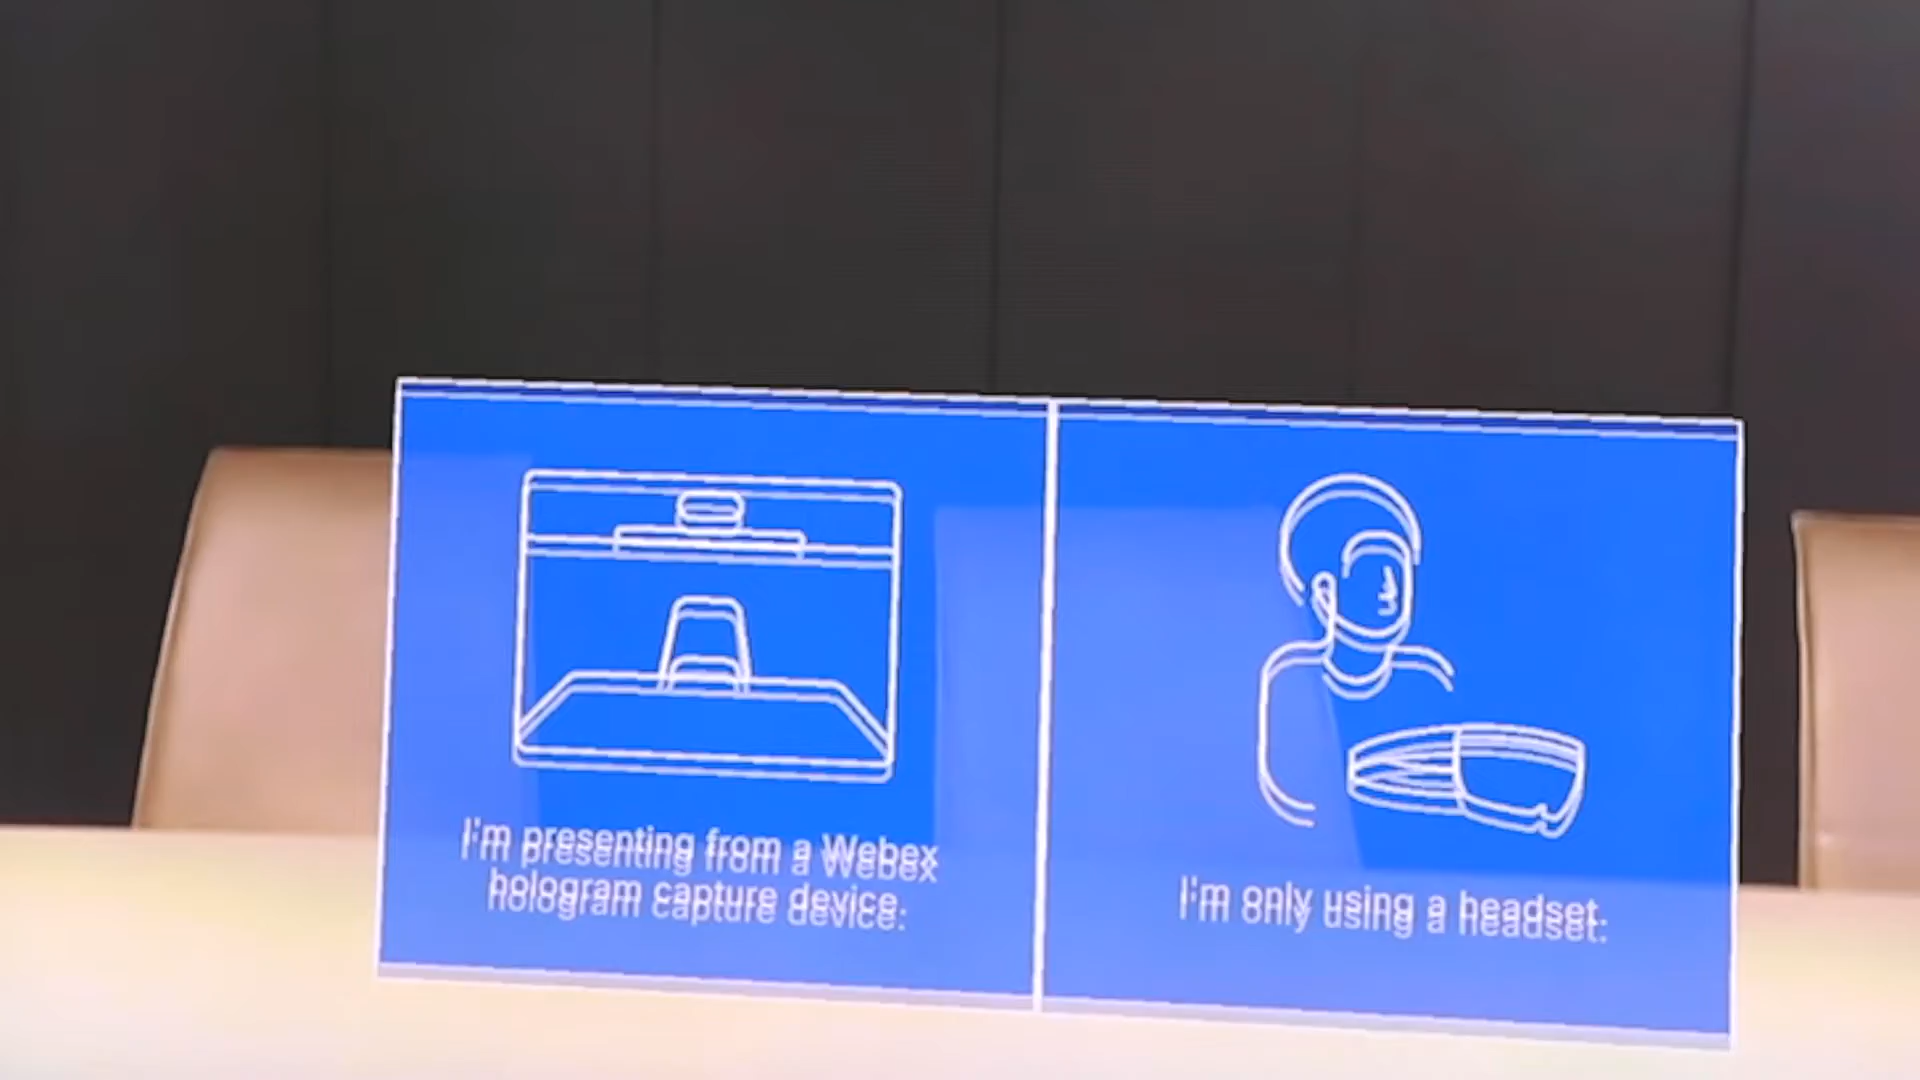 I'm presenting from a Webex
hologram capture device.
I'm only using a headset.